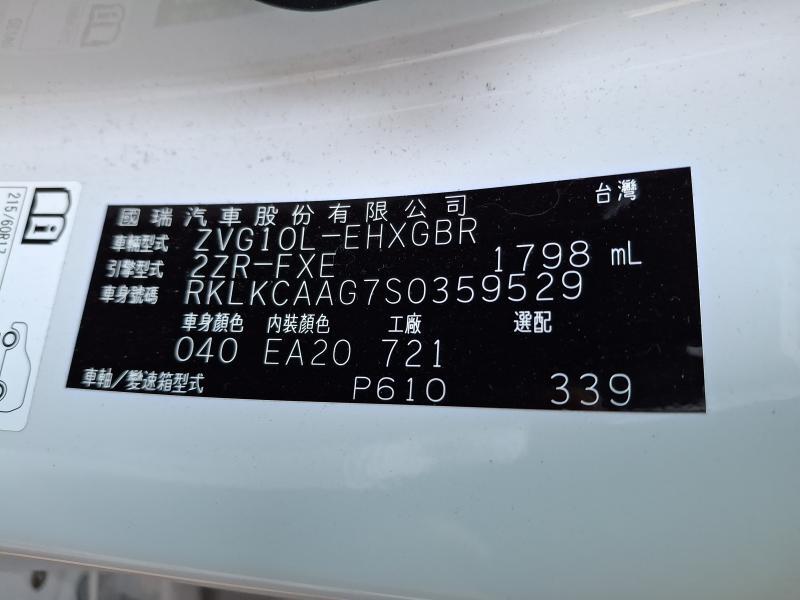 國瑞汽車股份有限公司 台灣
車輛型式 ZVG10L-EHXGBR
引擎型式 2ZR-FXE 1798 mL
車身號碼 RKLKCAAG7S0359529
車身顏色 內裝顏色 工廠 選配
040 EA20 721
車軸/變速箱型式 P610 339
215/60R17